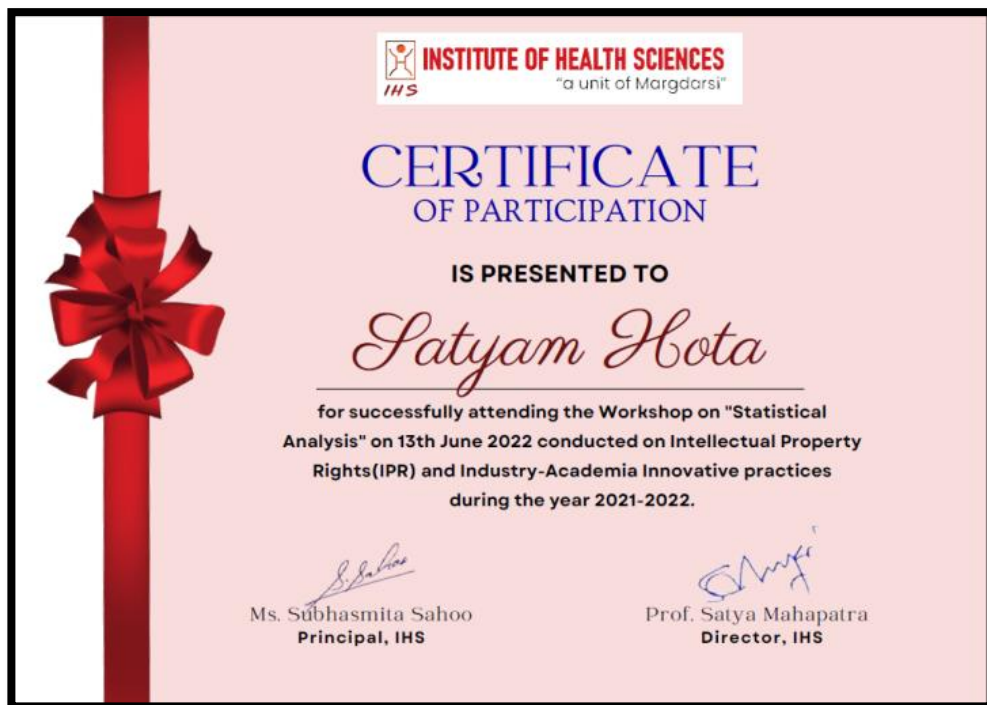 INSTITUTE OF HEALTH SCIENCES
"a unit of Margdarsi"
IHS
CERTIFICATE
OF PARTICIPATION
IS PRESENTED TO
Satyam Hota
for successfully attending the Workshop on "Statistical
Analysis" on 13th June 2022 conducted on Intellectual Property
Rights(IPR) and Industry-Academia Innovative practices
during the year 2021-2022.
S. Sahoo
Ms. Subhasmita Sahoo
Principal, IHS
Prof. Satya Mahapatra
Director, IHS